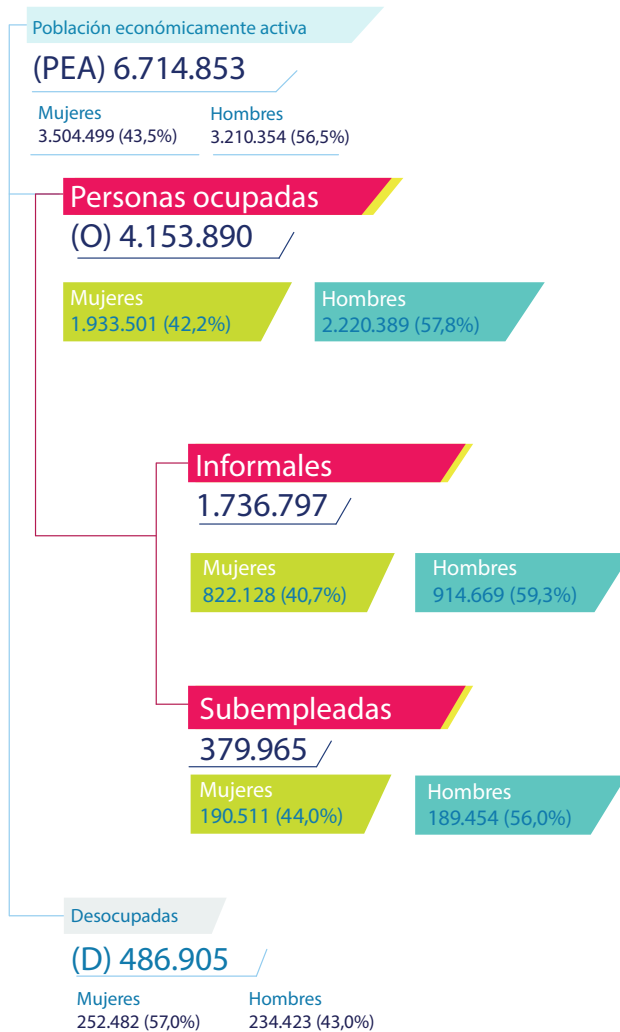 Población económicamente activa
(PEA) 6.714.853
Mujeres
3.504.499 (43,5%)
Hombres
3.210.354 (56,5%)
Personas ocupadas
(O) 4.153.890
Mujeres
1.933.501 (42,2%)
Hombres
2.220.389 (57,8%)
Informales
1.736.797
Mujeres
822.128 (40,7%)
Hombres
914.669 (59,3%)
Subempleadas
379.965
Mujeres
190.511 (44,0%)
Hombres
189.454 (56,0%)
Desocupadas
(D) 486.905
Mujeres
252.482 (57,0%)
Hombres
234.423 (43,0%)